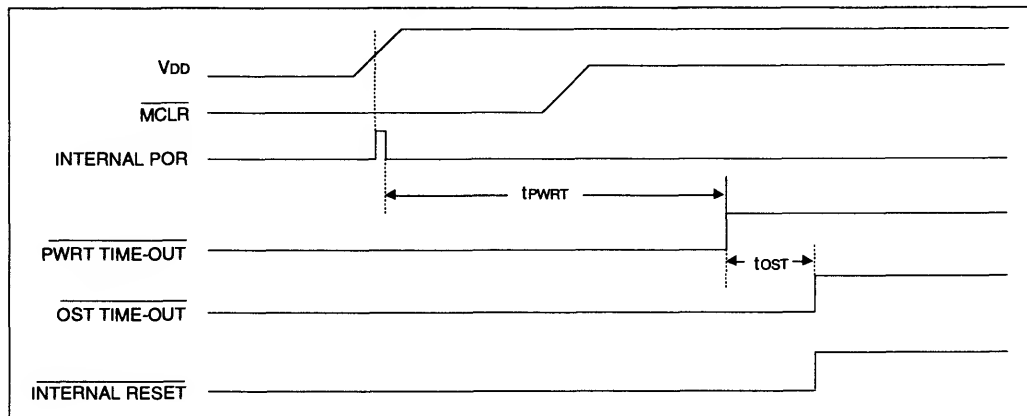 VDD
MCLR
INTERNAL POR
tPWRT
PWRT TIME-OUT
tOST
OST TIME-OUT
INTERNAL RESET